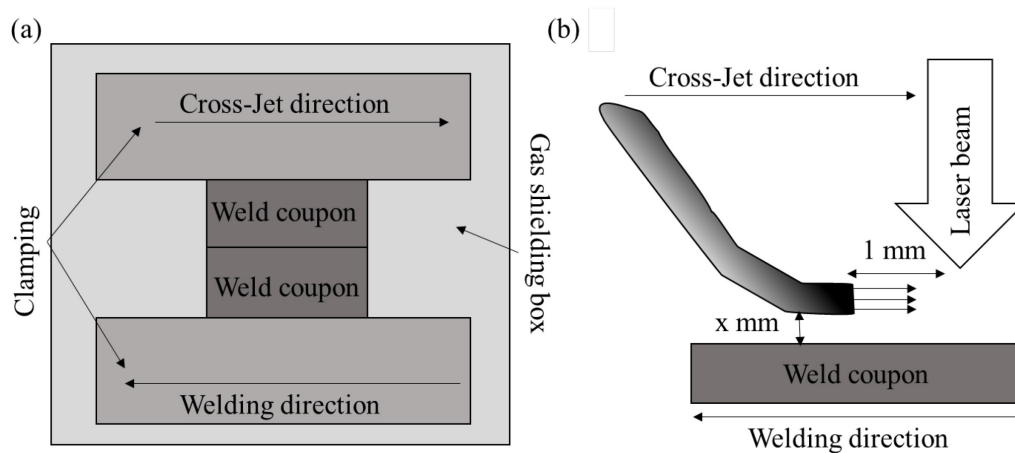 (a)
Cross-Jet direction
Clamping
Weld coupon
Weld coupon
Gas shielding box
Welding direction
(b)
Cross-Jet direction
Laser beam
1 mm
x mm
Weld coupon
Welding direction